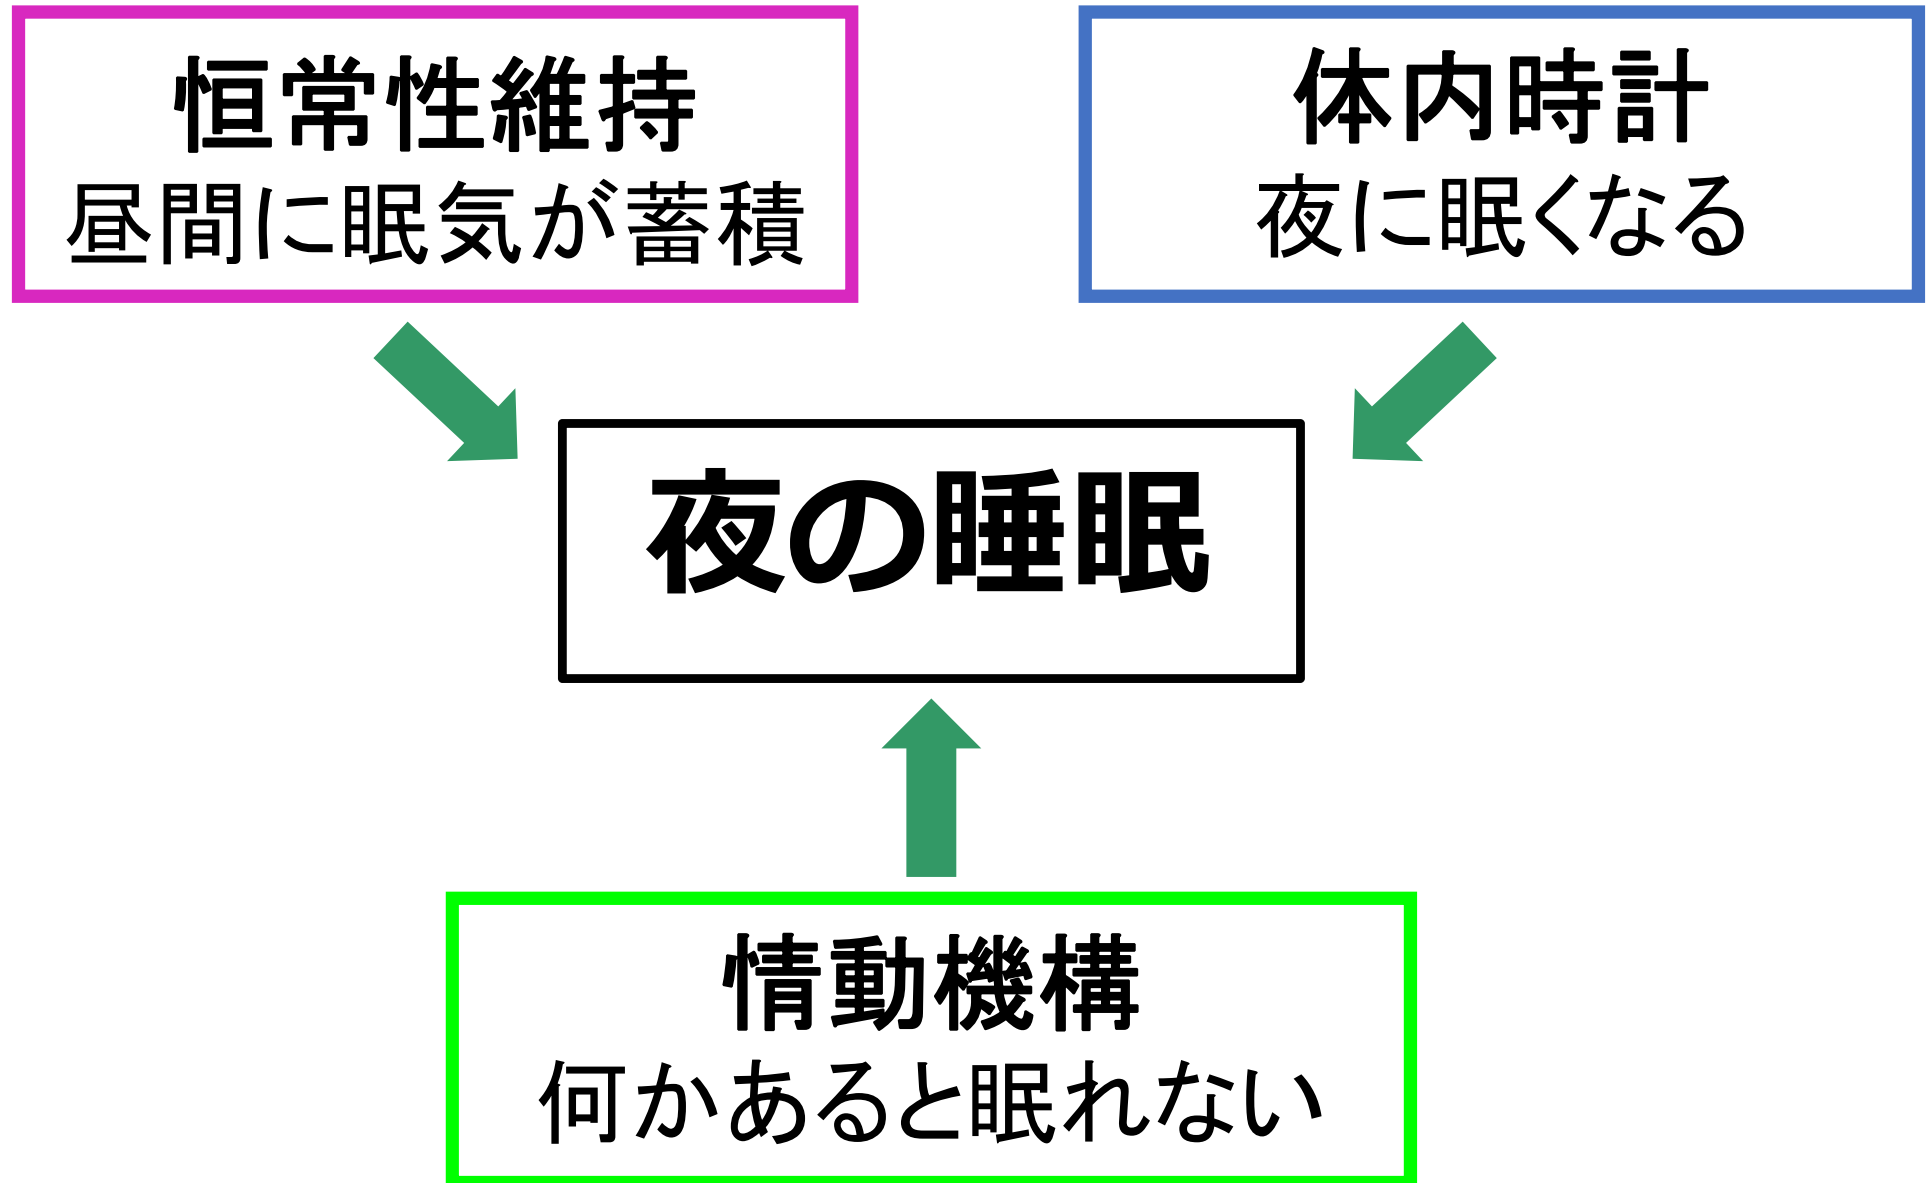 恒常性維持
昼間に眠気が蓄積
体内時計
夜に眠くなる
夜の睡眠
情動機構
何かあると眠れない